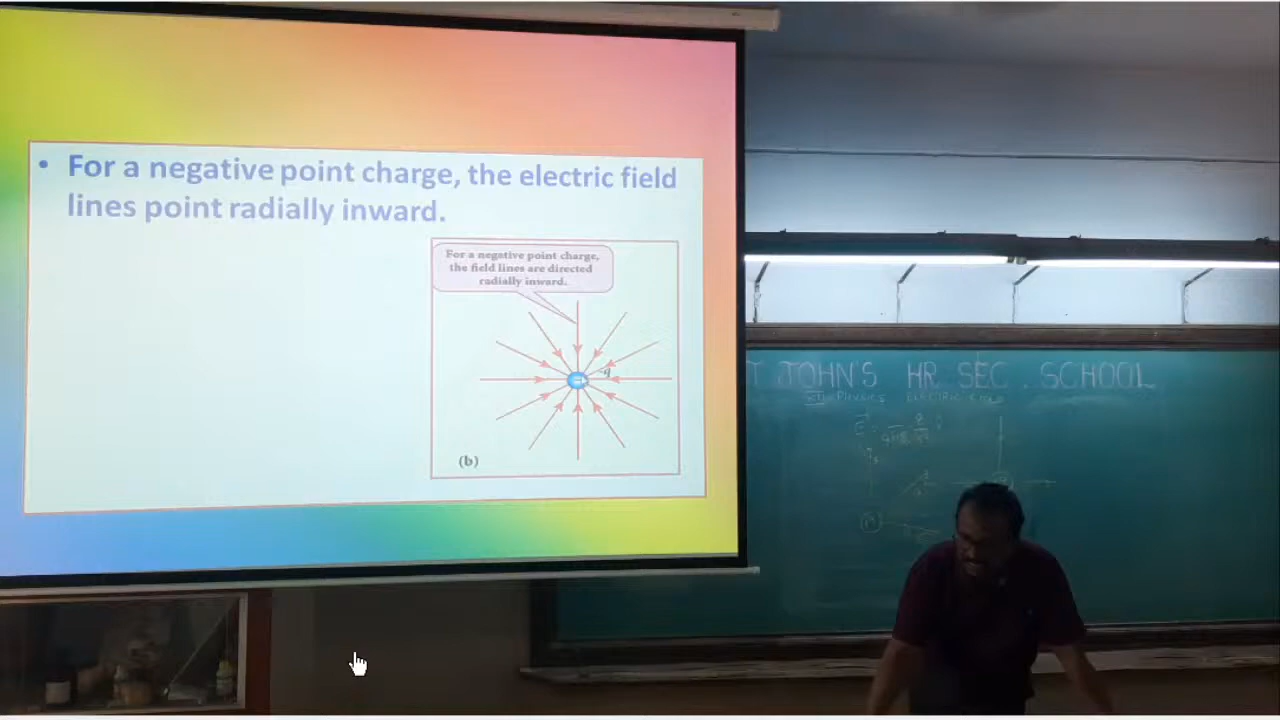 • For a negative point charge, the electric field
lines point radially inward.
For a negative point charge,
the field lines are directed
radially inward.
-q
(b)
JOHN'S HR SEC. SCHOOL
PHYSICS